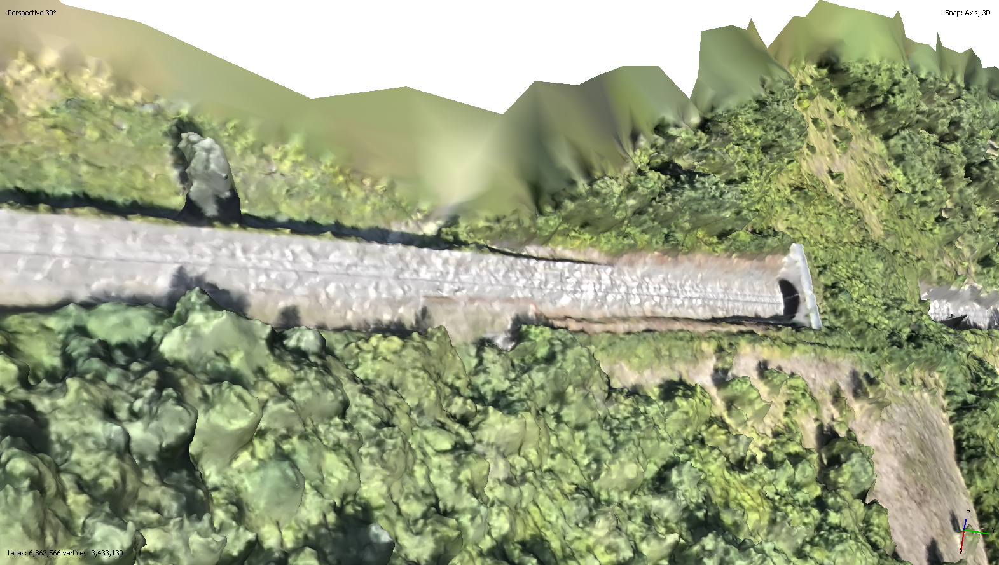 Perspective 30°
Snap: Axis, 3D
Z
Y
X
faces: 6,862,566 vertices: 3,433,130